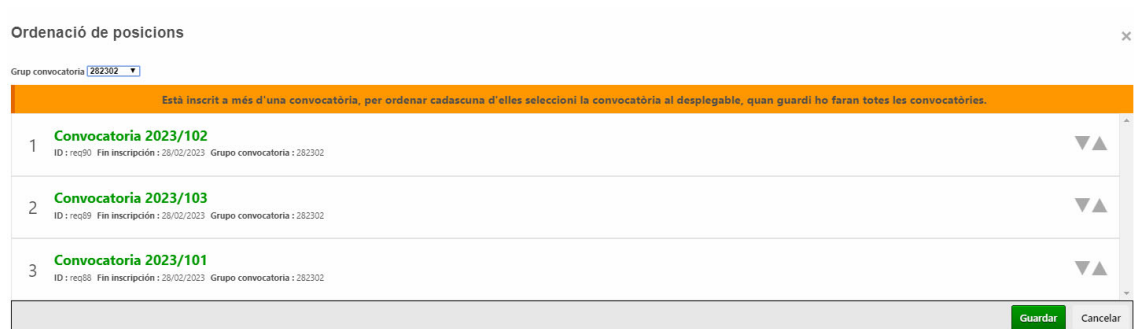 Ordenació de posicions
×
Grup convocatoria 282302
Està inscrit a més d'una convocatòria, per ordenar cadascuna d'elles seleccioni la convocatòria al desplegable, quan guardi ho faran totes les convocatòries.
1 Convocatoria 2023/102
ID : req90 Fin inscripción : 28/02/2023 Grupo convocatoria : 282302
2 Convocatoria 2023/103
ID : req89 Fin inscripción : 28/02/2023 Grupo convocatoria : 282302
3 Convocatoria 2023/101
ID : req88 Fin inscripción : 28/02/2023 Grupo convocatoria : 282302
Guardar Cancelar